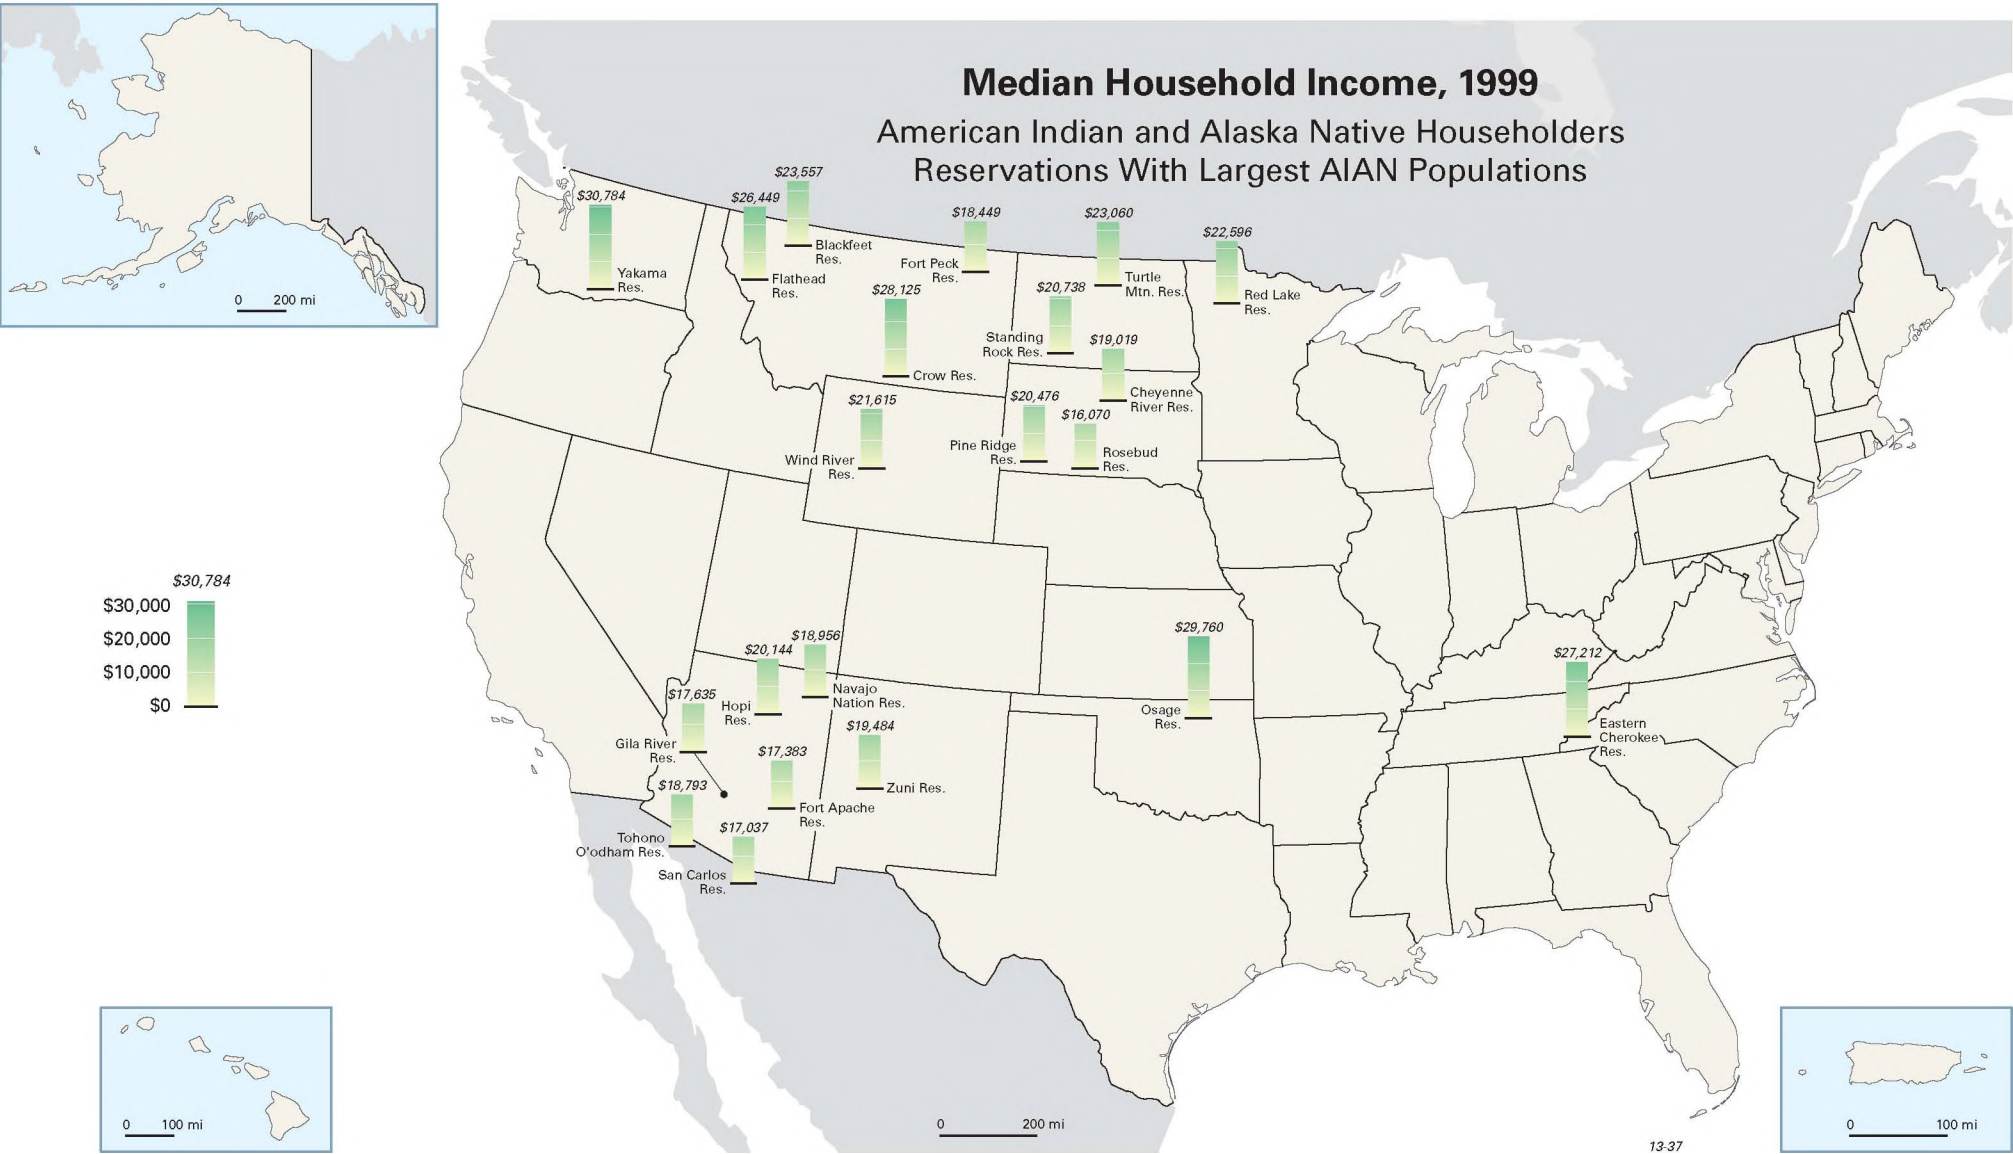 Median Household Income, 1999
American Indian and Alaska Native Householders
Reservations With Largest AIAN Populations
0 200 mi
$30,784
Yakama
Res.
$26,449
Flathead
Res.
$23,557
Blackfeet
Res.
$18,449
Fort Peck
Res.
$23,060
Turtle
Mtn. Res.
$22,596
Red Lake
Res.
$28,125
Crow Res.
$20,738
Standing
Rock Res.
$19,019
Cheyenne
River Res.
$21,615
Wind River
Res.
$20,476
Pine Ridge
Res.
$16,070
Rosebud
Res.
$30,784
$30,000
$20,000
$10,000
$0
$20,144
Hopi
Res.
$18,956
Navajo
Nation Res.
$29,760
Osage
Res.
$27,212
Eastern
Cherokee
Res.
$17,635
Gila River
Res.
$17,383
Fort Apache
Res.
$19,484
Zuni Res.
$18,793
Tohono
O'odham Res.
$17,037
San Carlos
Res.
0 100 mi
0 200 mi
13-37
0 100 mi